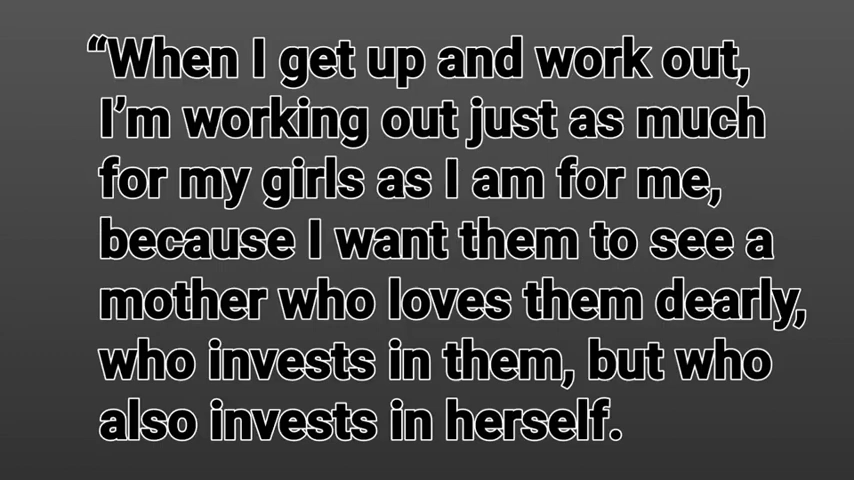 “When I get up and work out,
I’m working out just as much
for my girls as I am for me,
because I want them to see a
mother who loves them dearly,
who invests in them, but who
also invests in herself.